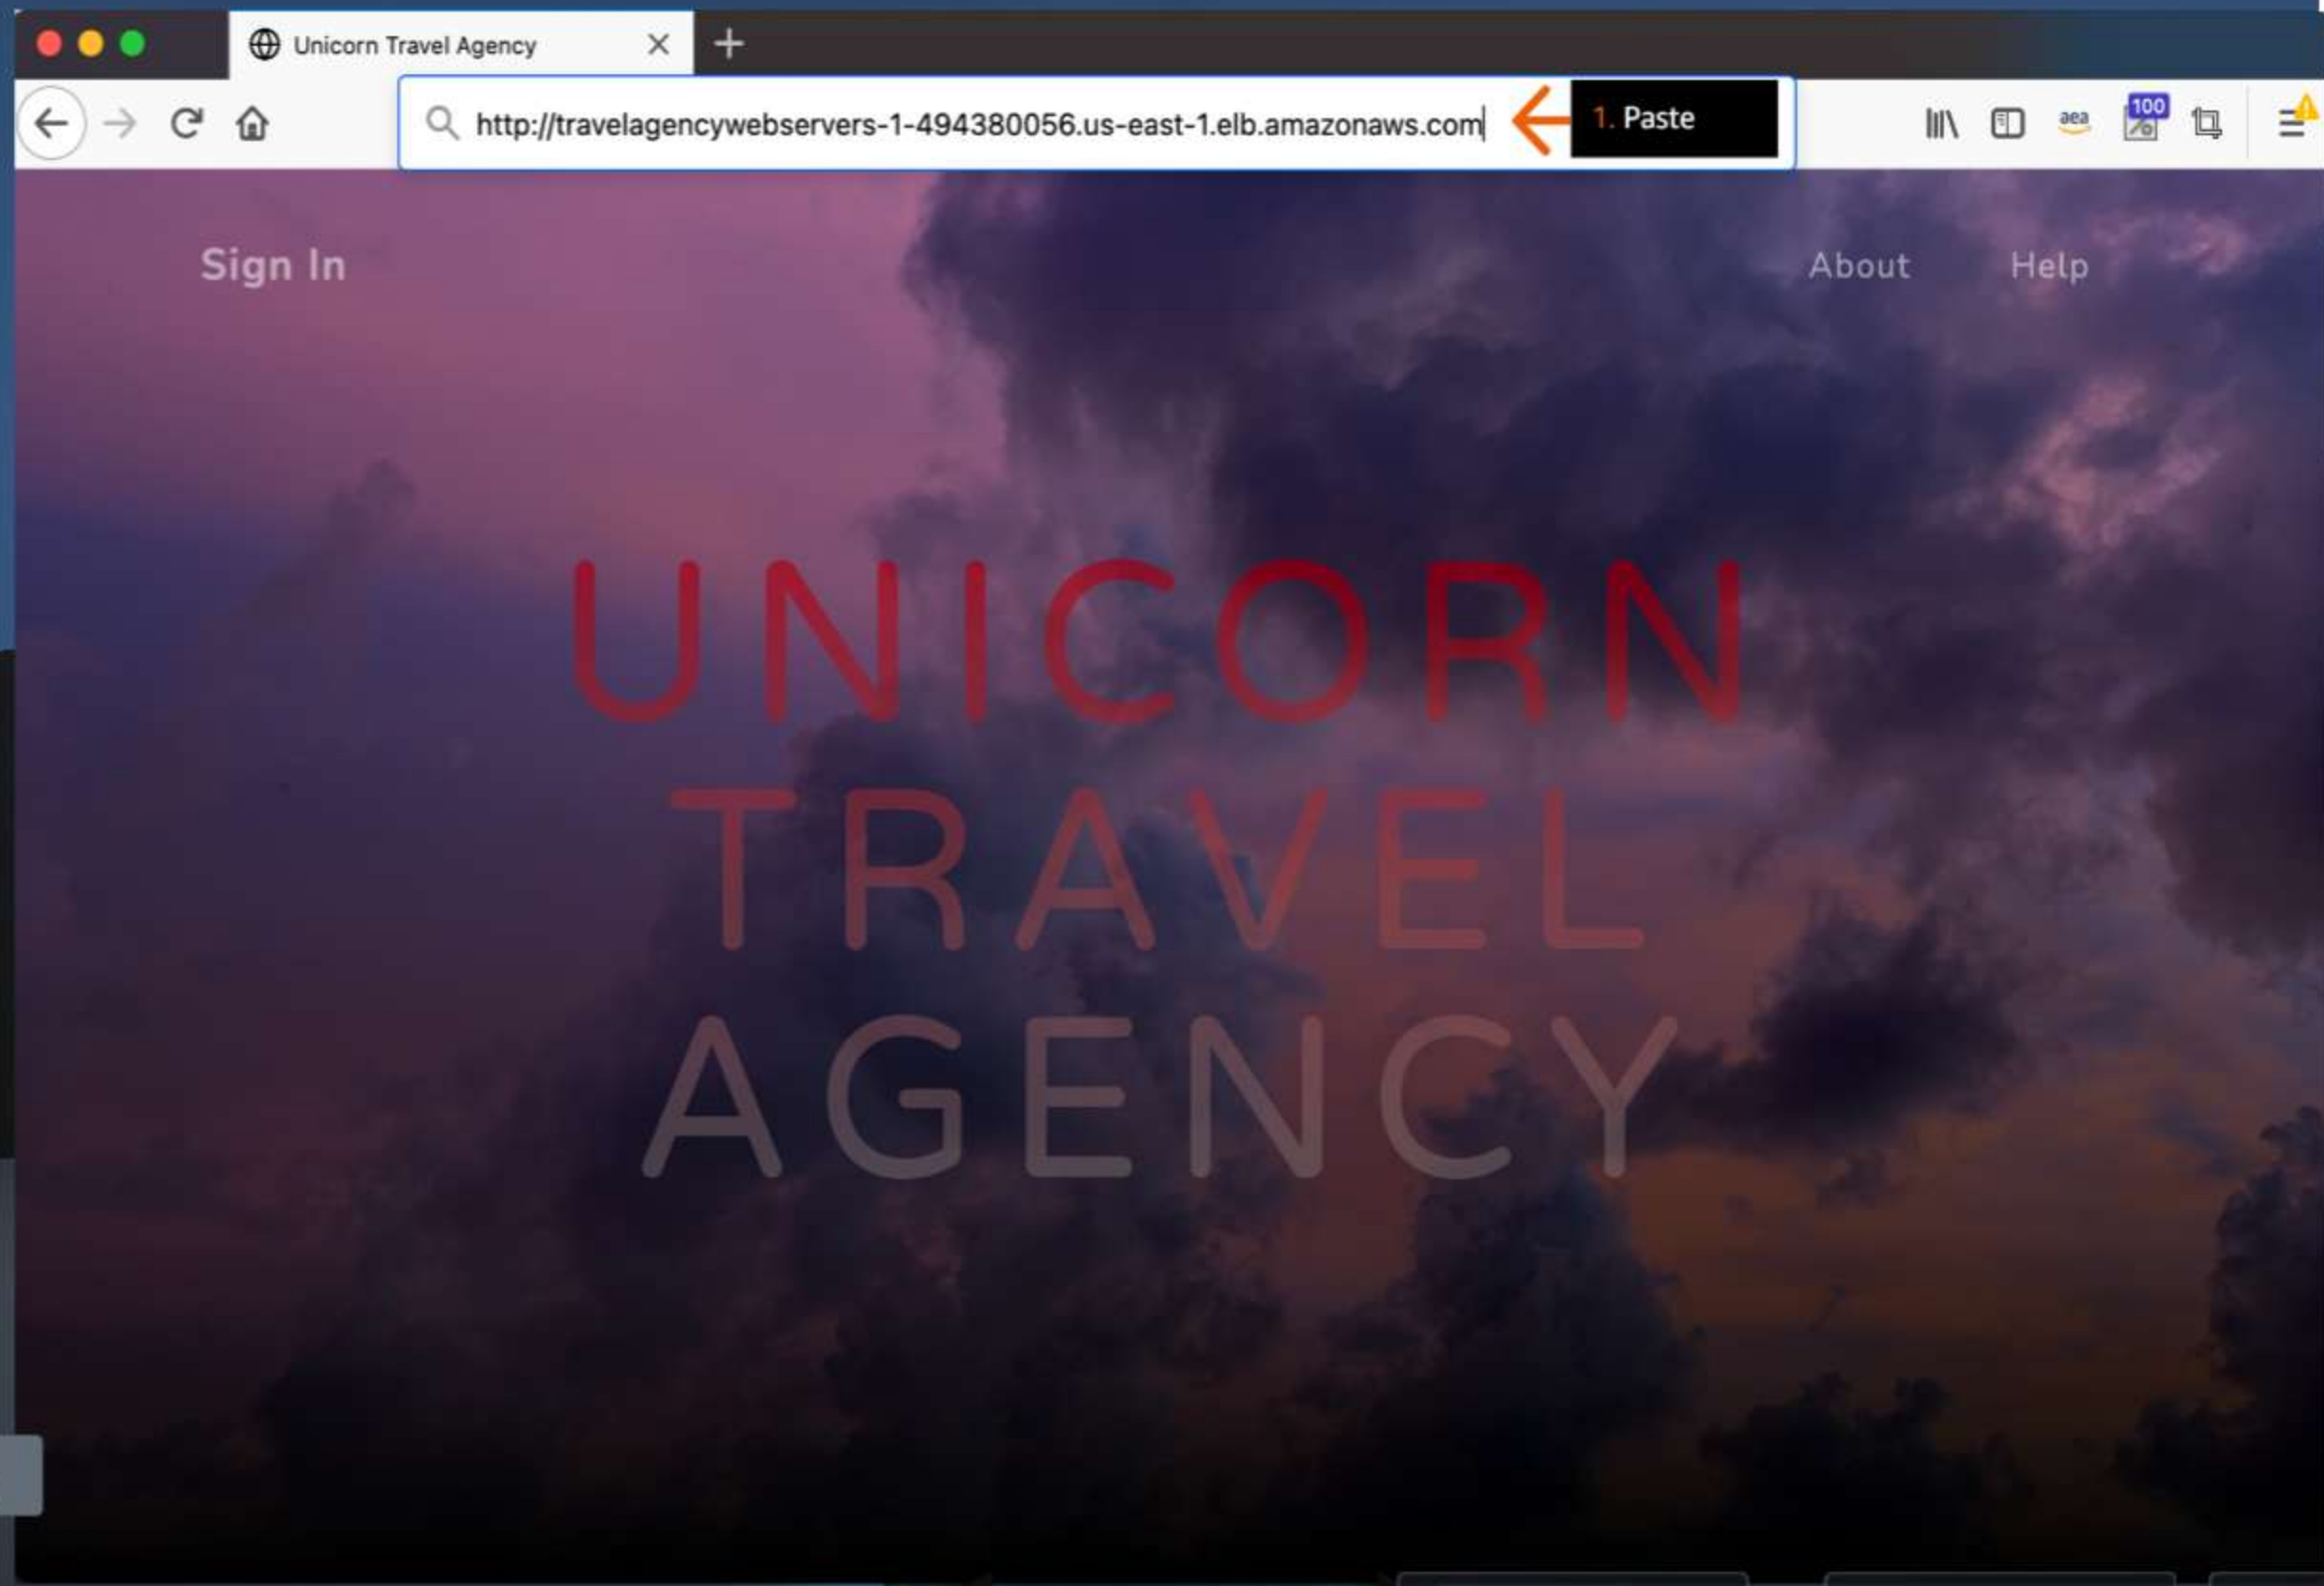 Unicorn Travel Agency
http://travelagencywebservers-1-494380056.us-east-1.elb.amazonaws.com
1. Paste
aea
100
Sign In
About
Help
UNICORN
TRAVEL
AGENCY